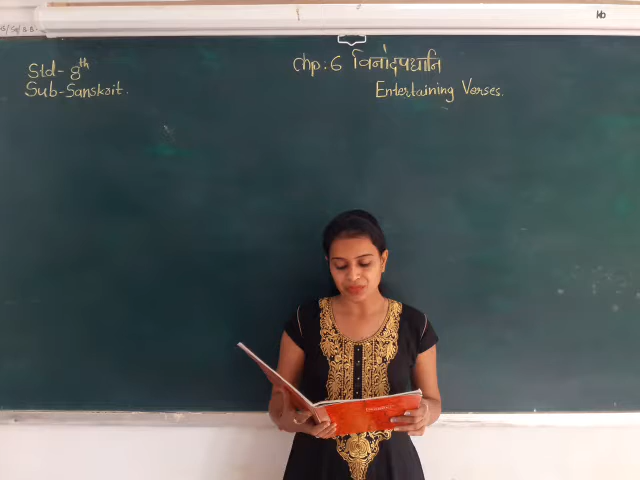 Std- 8th
Sub-Sanskrit.
Chp: 6 विनोदपद्यानि
Entertaining Verses.